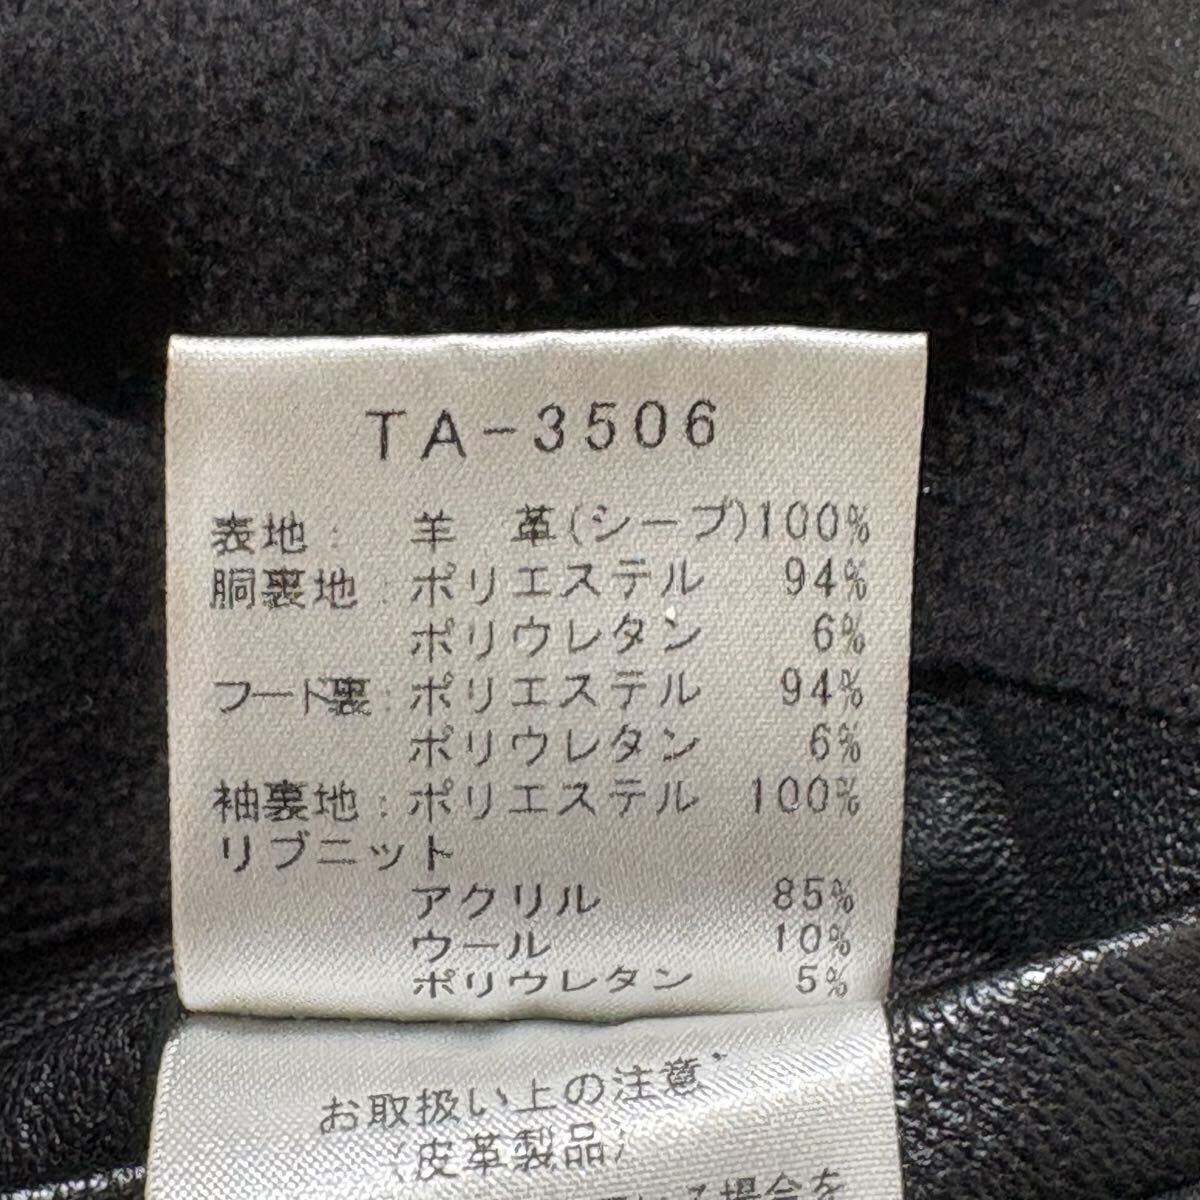 TA-3506
表地: 羊 革(シープ)100%
胴裏地:ポリエステル 94%
ポリウレタン 6%
フード裏:ポリエステル 94%
ポリウレタン 6%
袖裏地:ポリエステル 100%
リブニット
アクリル 85%
ウール 10%
ポリウレタン 5%
お取扱い上の注意
(皮革製品)
場合を